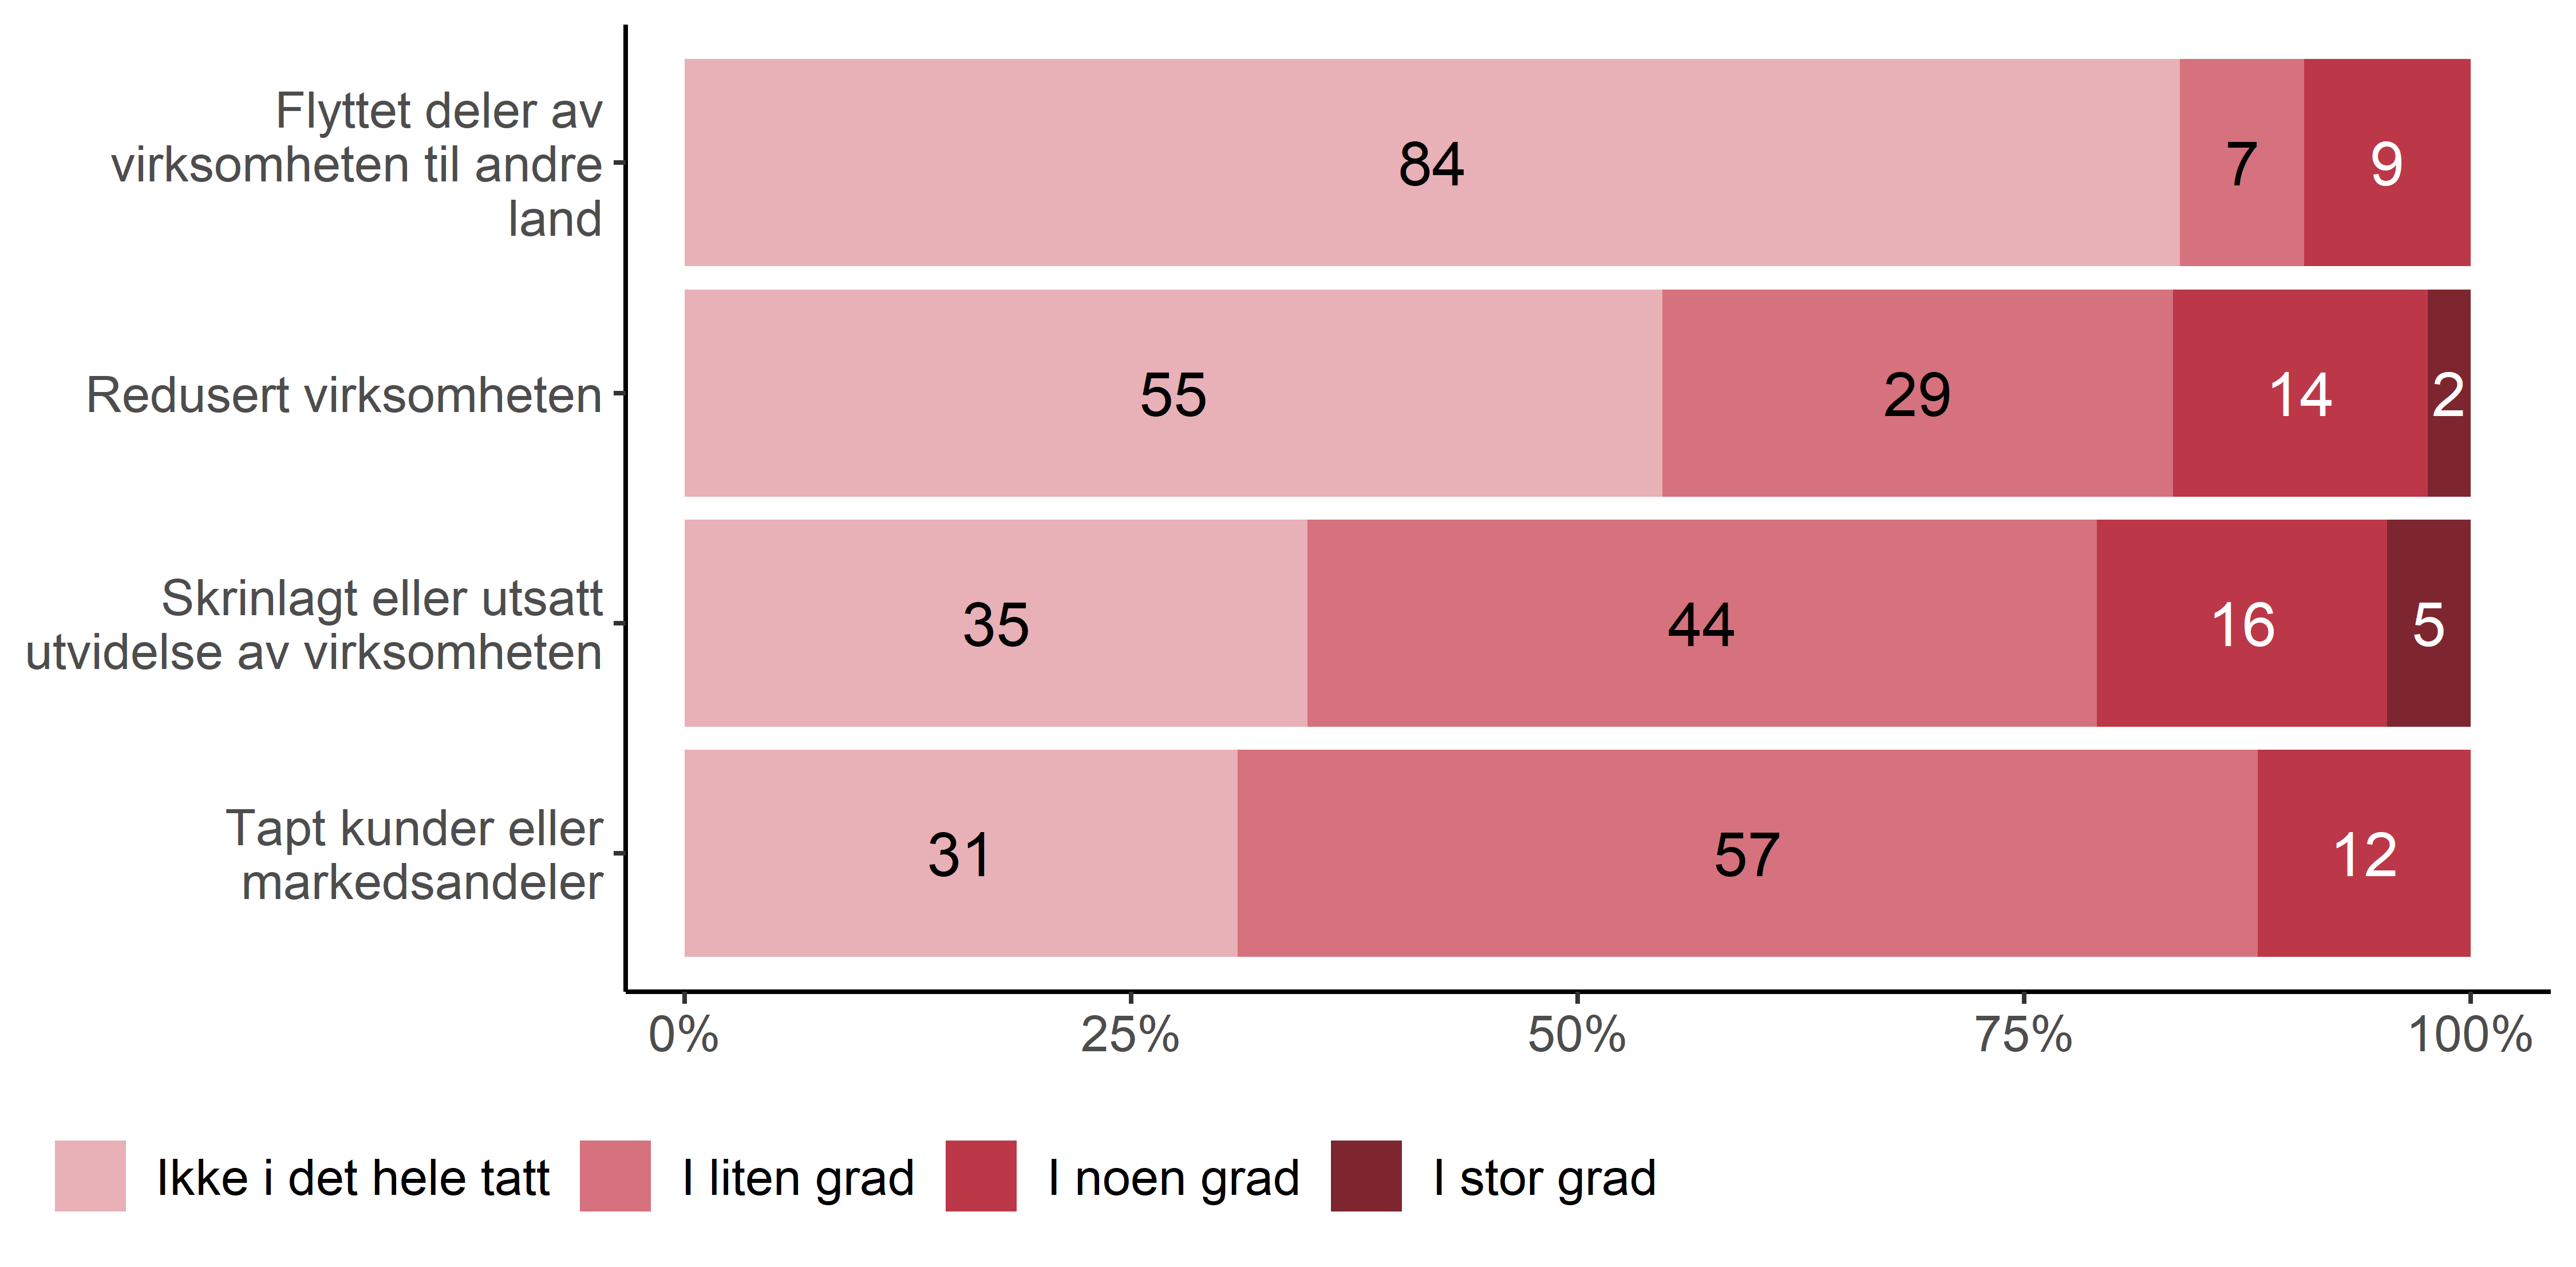 Flyttet deler av
virksomheten til andre
land
84 7 9
Redusert virksomheten
55 29 14 2
Skrinlagt eller utsatt
utvidelse av virksomheten
35 44 16 5
Tapt kunder eller
markedsandeler
31 57 12
0% 25% 50% 75% 100%
Ikke i det hele tatt I liten grad I noen grad I stor grad